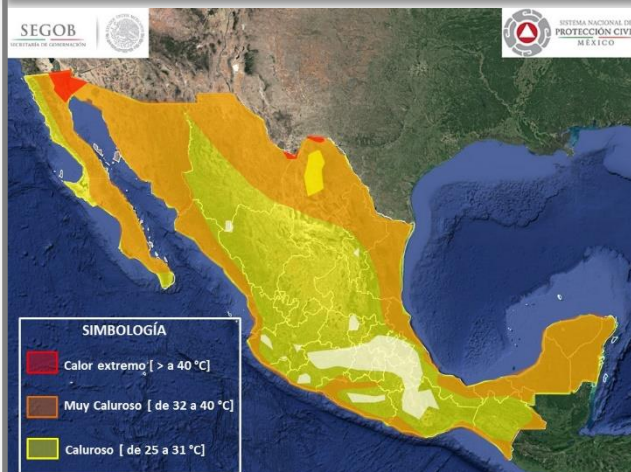 SEGOB
SECRETARÍA DE GOBERNACIÓN
SISTEMA NACIONAL DE
PROTECCIÓN CIVI
MÉXICO
SIMBOLOGÍA
Calor extremo [ > a 40 °C]
Muy Caluroso [ de 32 a 40 °C]
Caluroso [ de 25 a 31 °C]